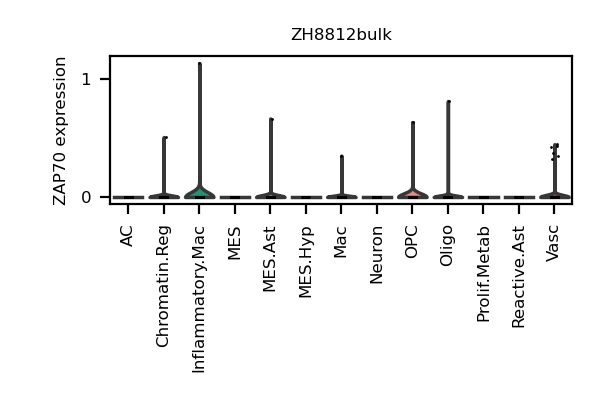 ZH8812bulk
ZAP70 expression
1
0
AC
Chromatin.Reg
Inflammatory.Mac
MES
MES.Ast
MES.Hyp
Mac
Neuron
OPC
Oligo
Prolif.Metab
Reactive.Ast
Vasc